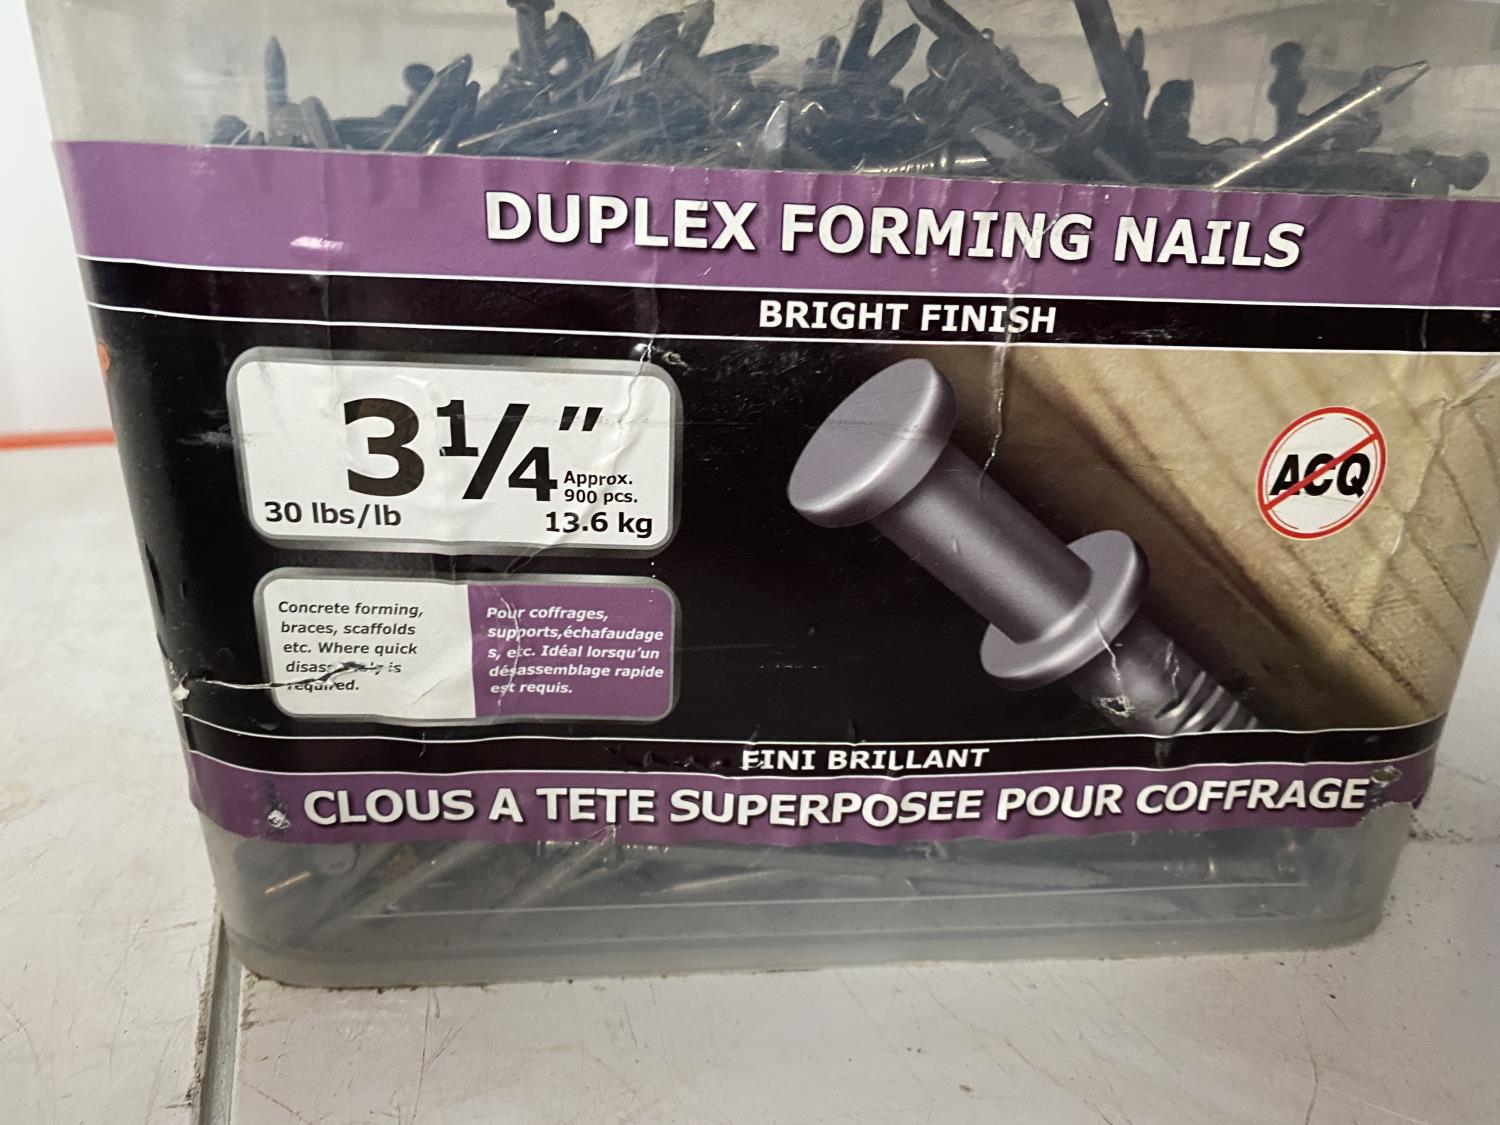 DUPLEX FORMING NAILS
BRIGHT FINISH
3 1/4"
Approx.
900 pcs.
30 lbs/lb
13.6 kg
ACQ
Concrete forming,
braces, scaffolds
etc. Where quick
is
required.
Pour coffrages,
supports,échafaudage
s, etc. Idéal lorsqu'un
désassemblage rapide
est requis.
FINI BRILLANT
CLOUS A TETE SUPERPOSEE POUR COFFRAGE